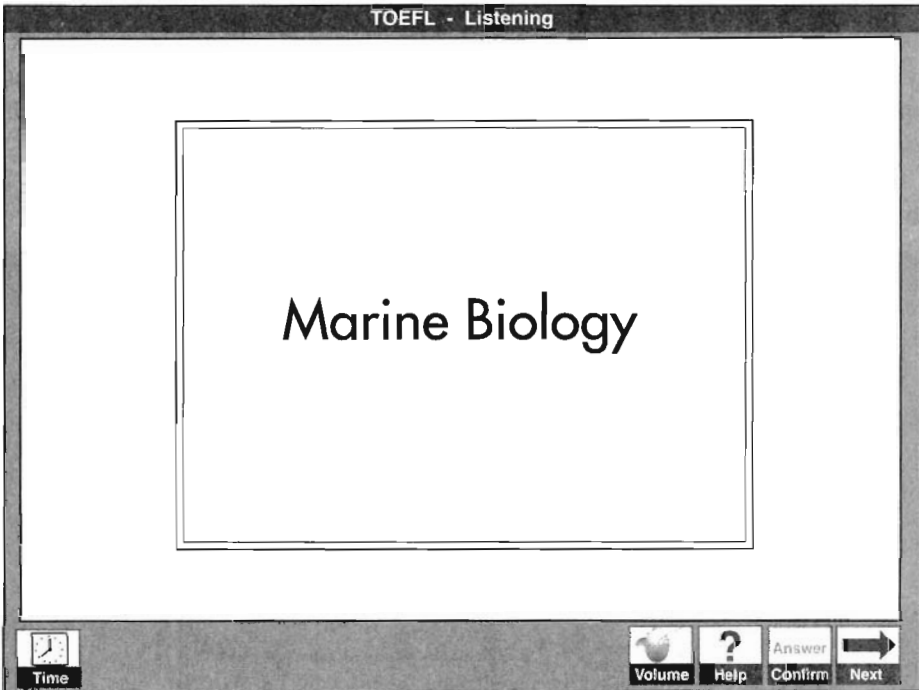 TOEFL - Listening
Marine Biology
Time
Volume
?
Help
Answer
Confirm
Next